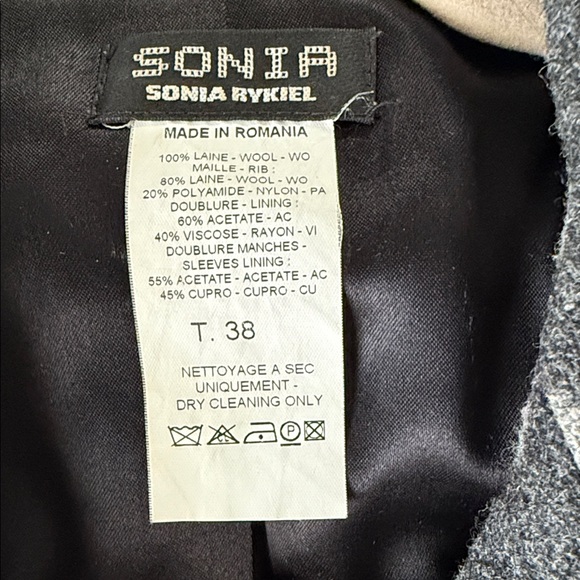 SONIA
SONIA RYKIEL
MADE IN ROMANIA
100% LAINE - WOOL - WO
MAILLE - RIB :
80% LAINE - WOOL - WO
20% POLYAMIDE - NYLON - PA
DOUBLURE - LINING :
60% ACETATE - AC
40% VISCOSE - RAYON - VI
DOUBLURE MANCHES -
SLEEVES LINING :
55% ACETATE - ACETATE - AC
45% CUPRO - CUPRO - CU
T. 38
NETTOYAGE A SEC
UNIQUEMENT -
DRY CLEANING ONLY
P